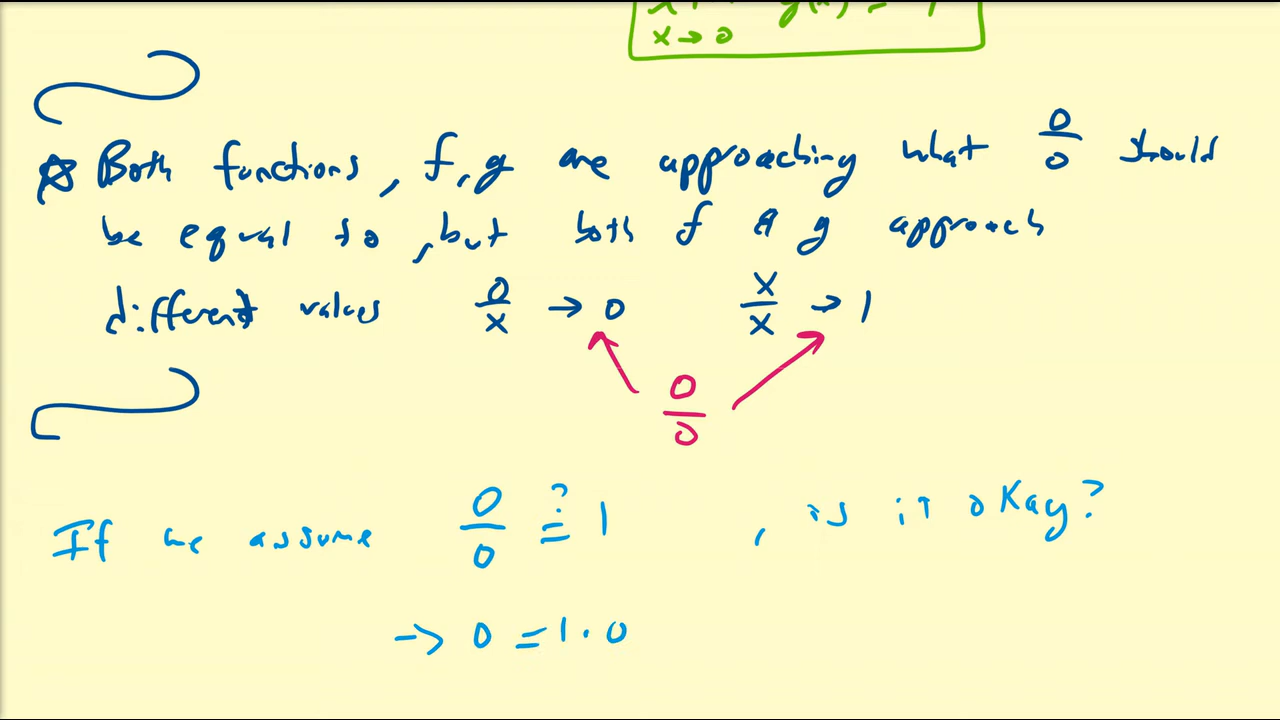 x → 0
☆ Both functions, f, g are approaching what 0/0 should
be equal to, but both f & g approach
different values 0/x → 0 x/x → 1
0/0
If we assume 0/0 ≟ 1 , is it okay?
→ 0 = 1 · 0